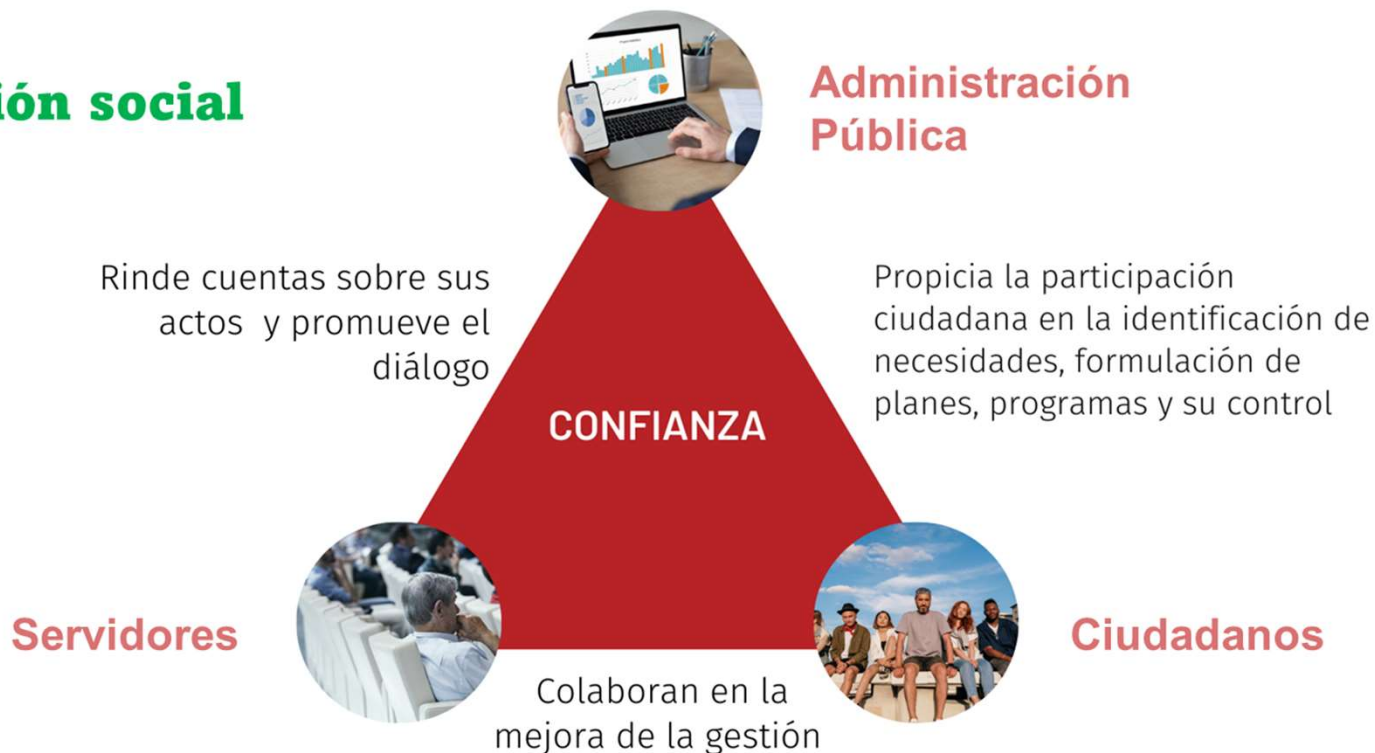 ión social
Administración
Pública
Rinde cuentas sobre sus
actos y promueve el
diálogo
Propicia la participación
ciudadana en la identificación de
necesidades, formulación de
planes, programas y su control
CONFIANZA
Servidores
Ciudadanos
Colaboran en la
mejora de la gestión